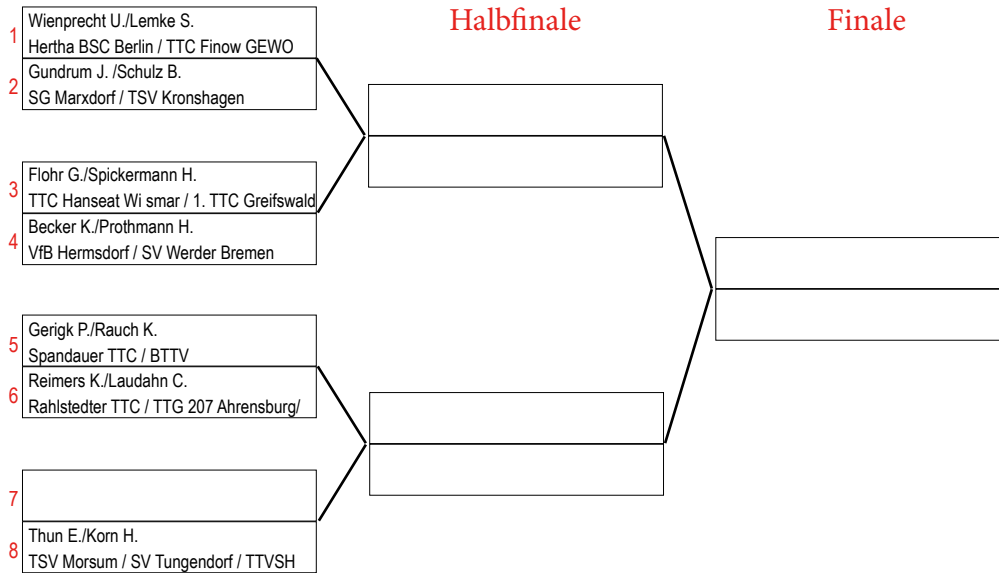 Halbfinale
Finale
1
Wienprecht U./Lemke S.
Hertha BSC Berlin / TTC Finow GEWO
2
Gundrum J. /Schulz B.
SG Marxdorf / TSV Kronshagen
3
Flohr G./Spickermann H.
TTC Hanseat Wi smar / 1. TTC Greifswald
4
Becker K./Prothmann H.
VfB Hermsdorf / SV Werder Bremen
5
Gerigk P./Rauch K.
Spandauer TTC / BTTV
6
Reimers K./Laudahn C.
Rahlstedter TTC / TTG 207 Ahrensburg/
7
8
Thun E./Korn H.
TSV Morsum / SV Tungendorf / TTVSH